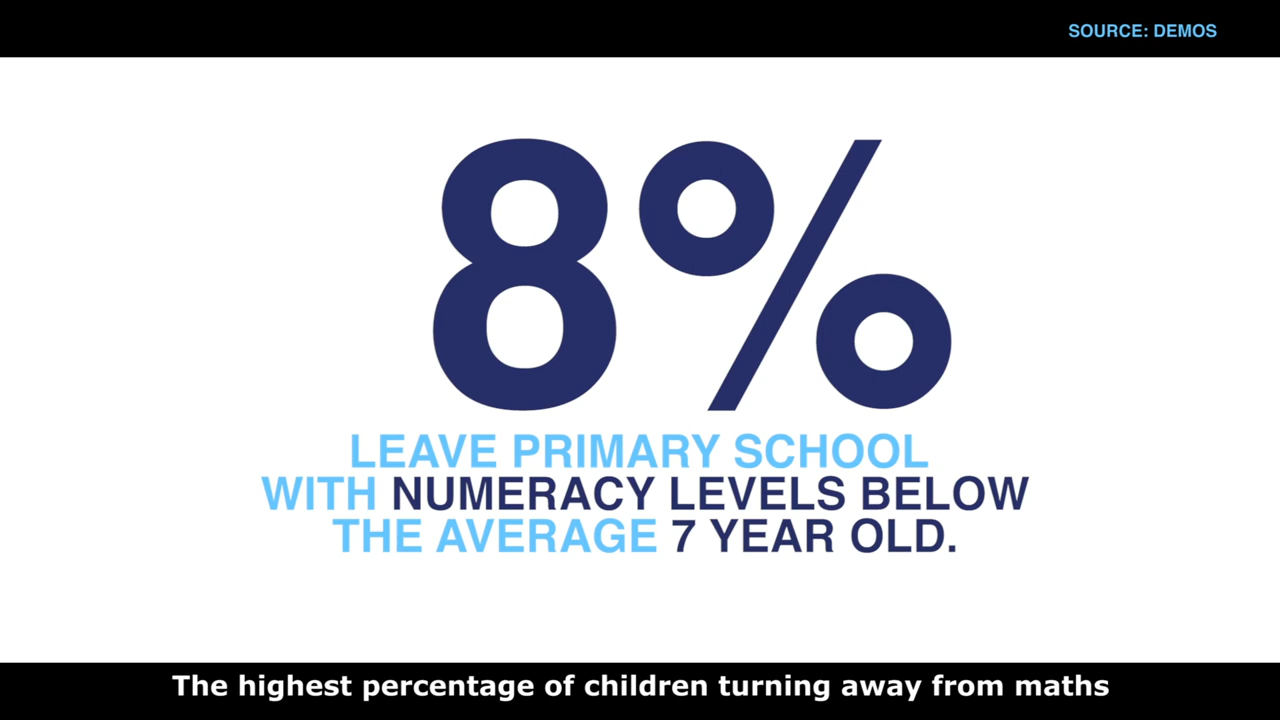 SOURCE: DEMOS
8%
LEAVE PRIMARY SCHOOL
WITH NUMERACY LEVELS BELOW
THE AVERAGE 7 YEAR OLD.
The highest percentage of children turning away from maths